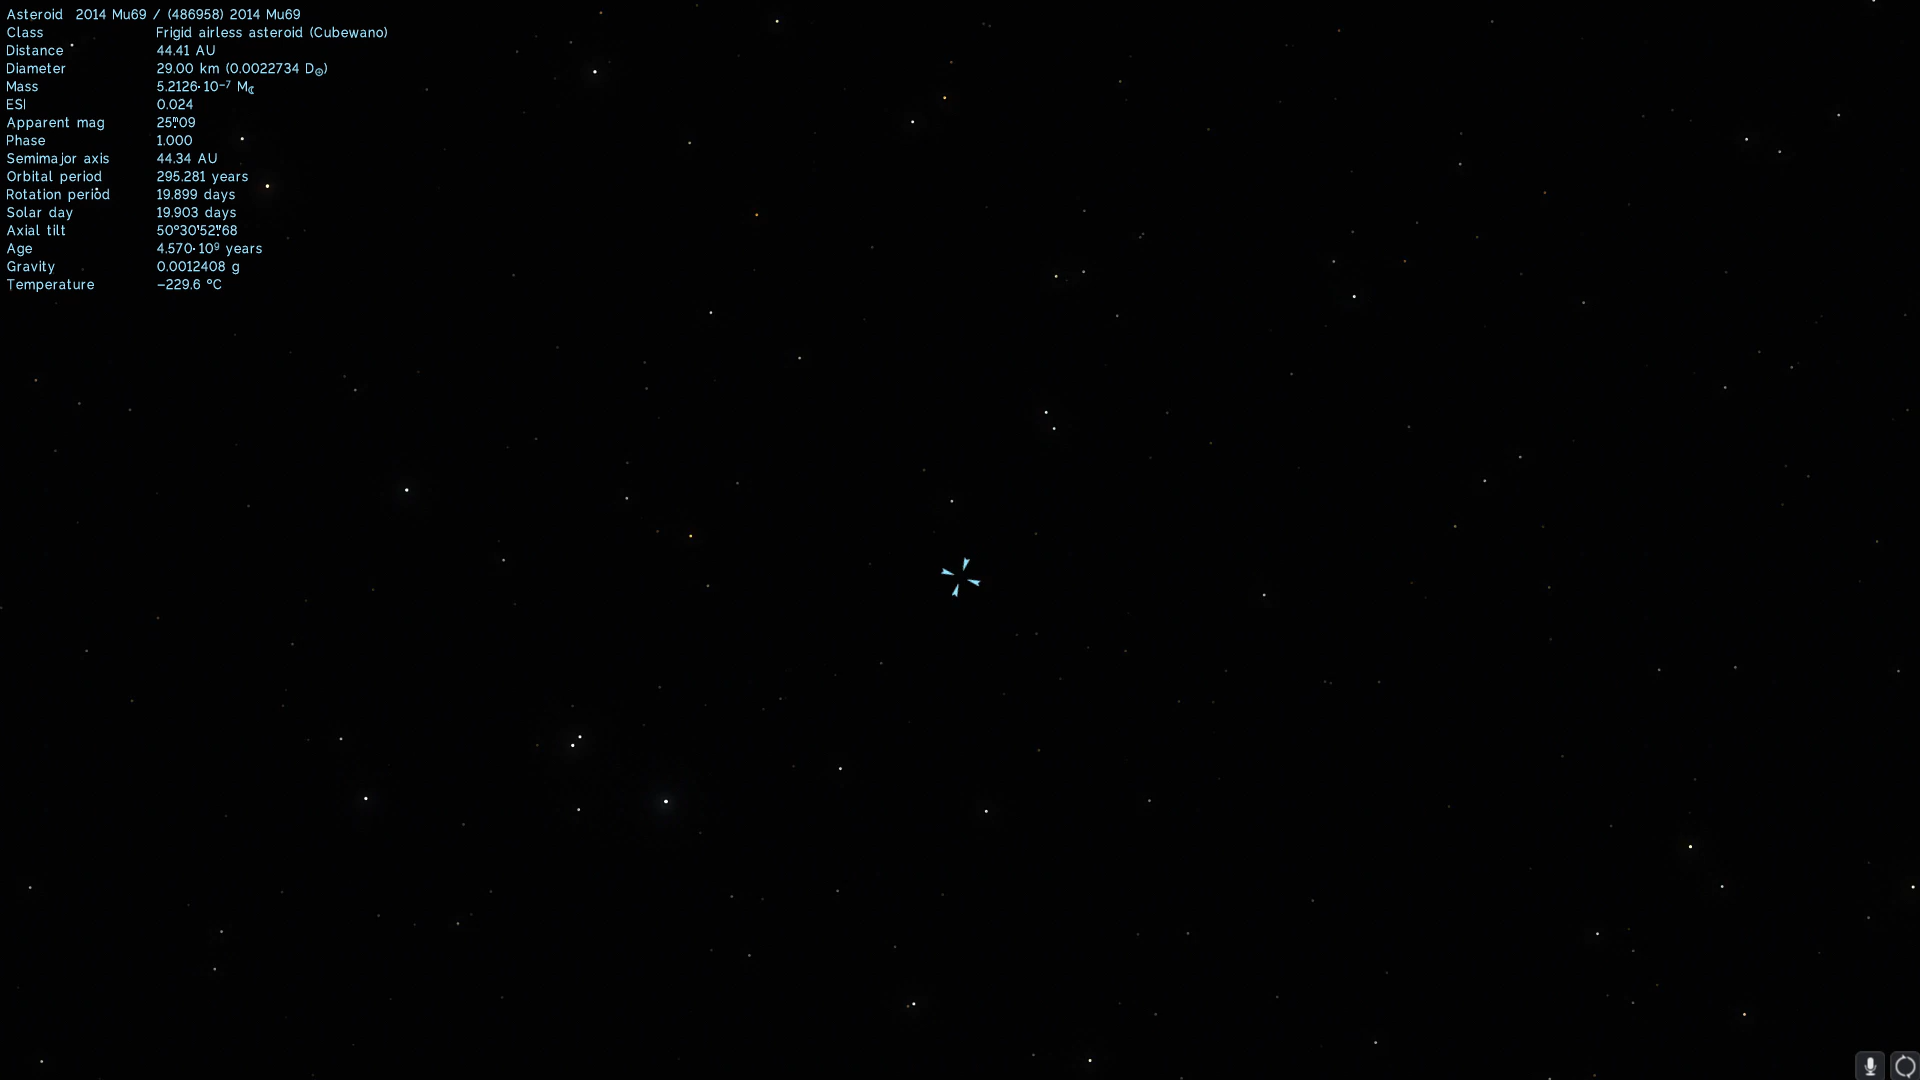 Asteroid 2014 Mu69 / (486958) 2014 Mu69
Class Frigid airless asteroid (Cubewano)
Distance 44.41 AU
Diameter 29.00 km (0.0022734 D⊕)
Mass 5.2126·10⁻⁷ M☾
ESI 0.024
Apparent mag 25ᵐ.09
Phase 1.000
Semimajor axis 44.34 AU
Orbital period 295.281 years
Rotation period 19.899 days
Solar day 19.903 days
Axial tilt 50°30'52".68
Age 4.570·10⁹ years
Gravity 0.0012408 g
Temperature −229.6 °C